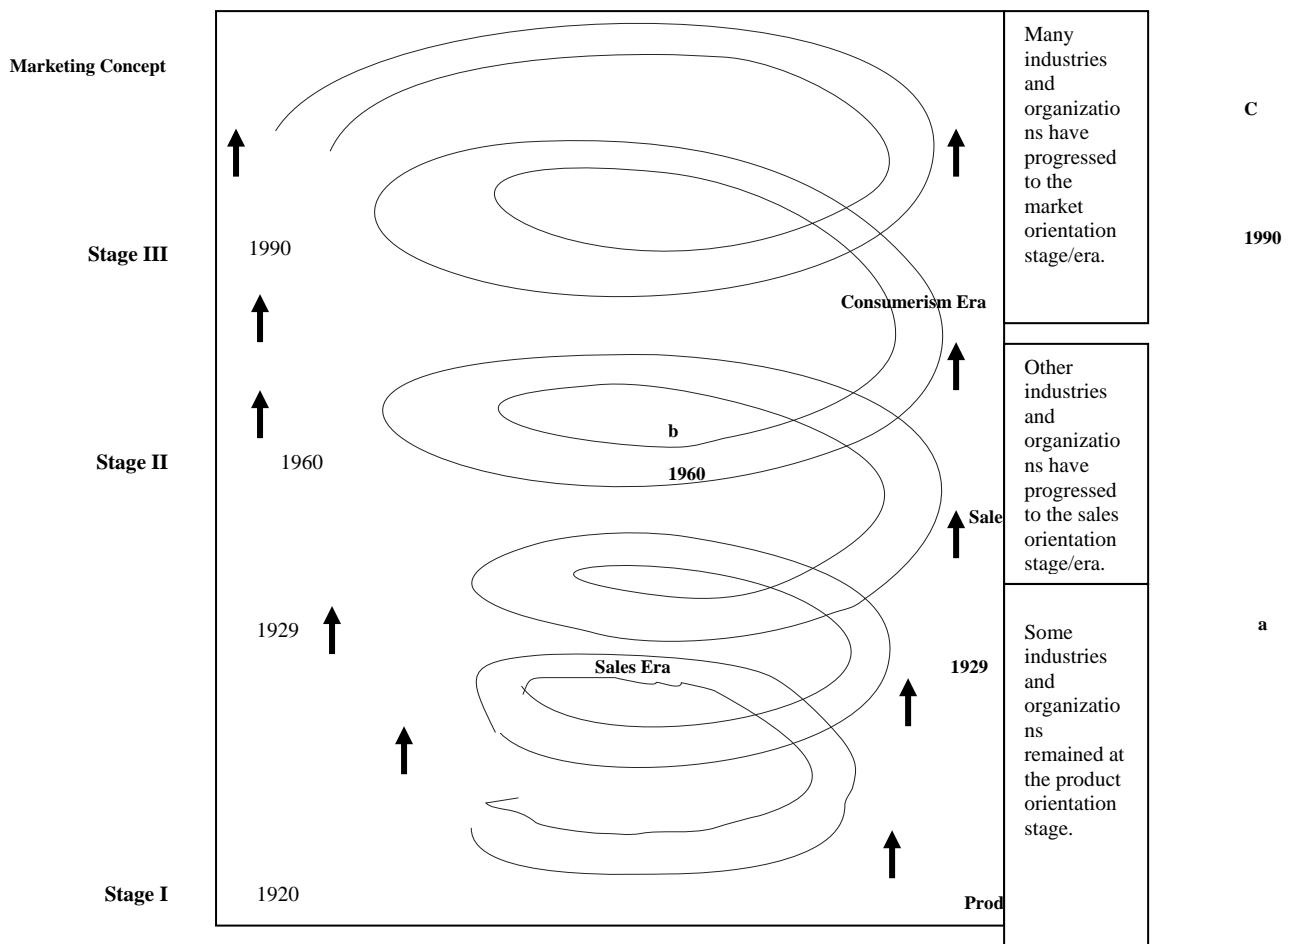 Marketing Concept
Many
industries
and
organizatio
ns have
progressed
to the
market
orientation
stage/era.
C
1990
Stage III
1990
Consumerism Era
Other
industries
and
organizatio
ns have
progressed
to the sales
orientation
stage/era.
b
1960
Stage II
1960
Sale
1929
Sales Era
1929
Some
industries
and
organizatio
ns
remained at
the product
orientation
stage.
a
Stage I
1920
Prod